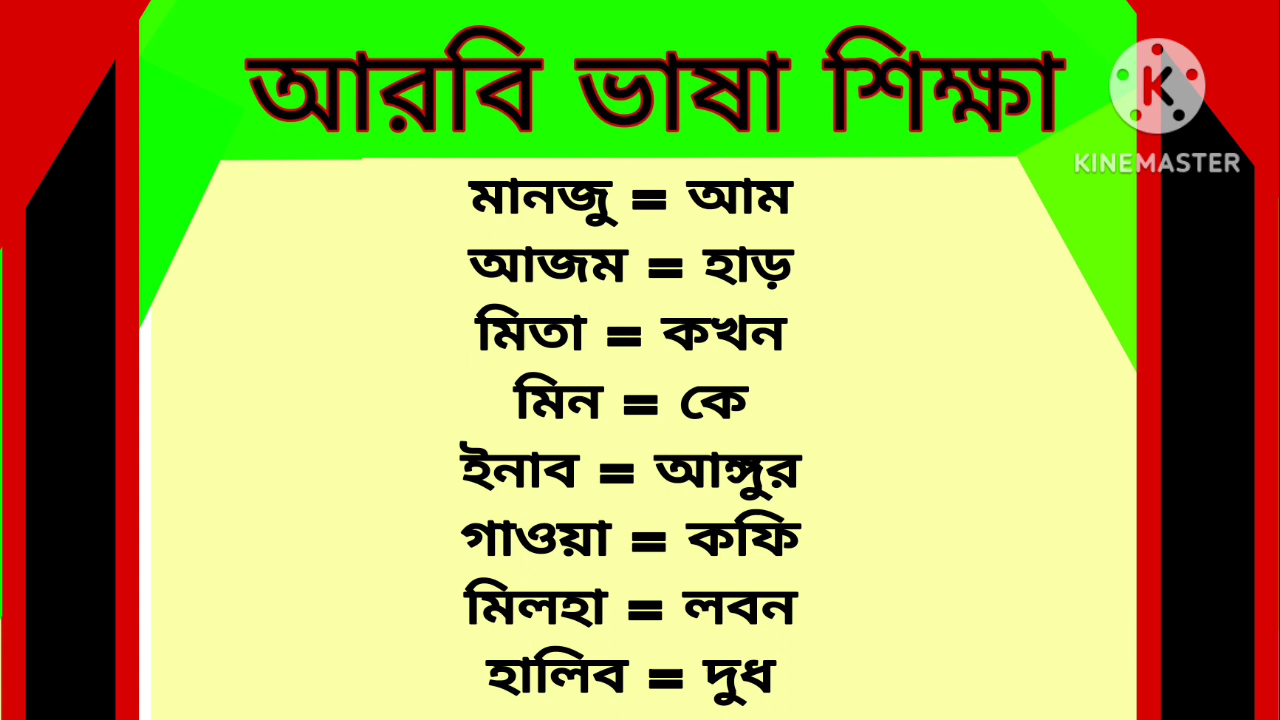 আরবি ভাষা শিক্ষা
K
KINEMASTER
মানজু = আম
আজম = হাড়
মিতা = কখন
মিন = কে
ইনাব = আঙ্গুর
গাওয়া = কফি
মিলহা = লবন
হালিব = দুধ